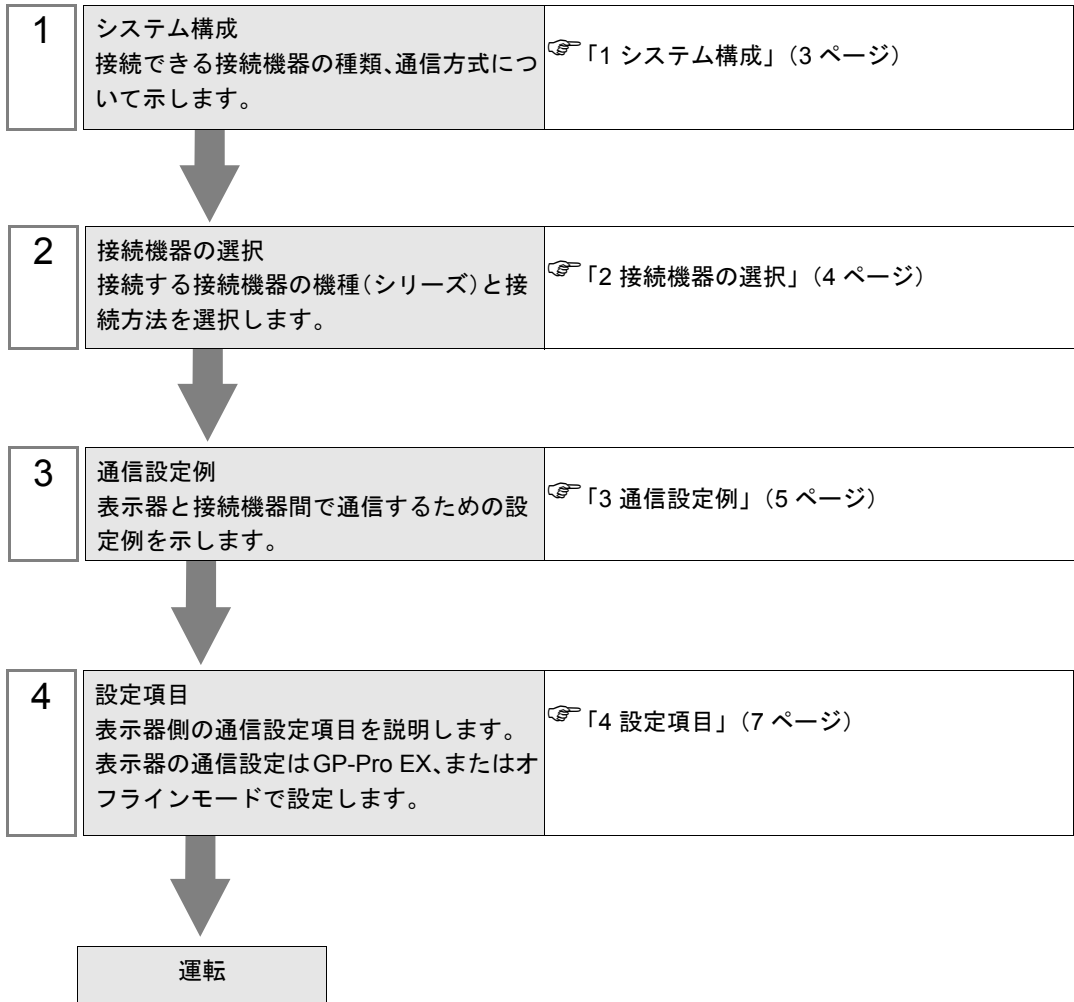 1
システム構成
接続できる接続機器の種類、通信方式につ
いて示します。
☞「1 システム構成」（3 ページ）
2
接続機器の選択
接続する接続機器の機種（シリーズ）と接
続方法を選択します。
☞「2 接続機器の選択」（4 ページ）
3
通信設定例
表示器と接続機器間で通信するための設
定例を示します。
☞「3 通信設定例」（5 ページ）
4
設定項目
表示器側の通信設定項目を説明します。
表示器の通信設定はGP-Pro EX、またはオ
フラインモードで設定します。
☞「4 設定項目」（7 ページ）
運転